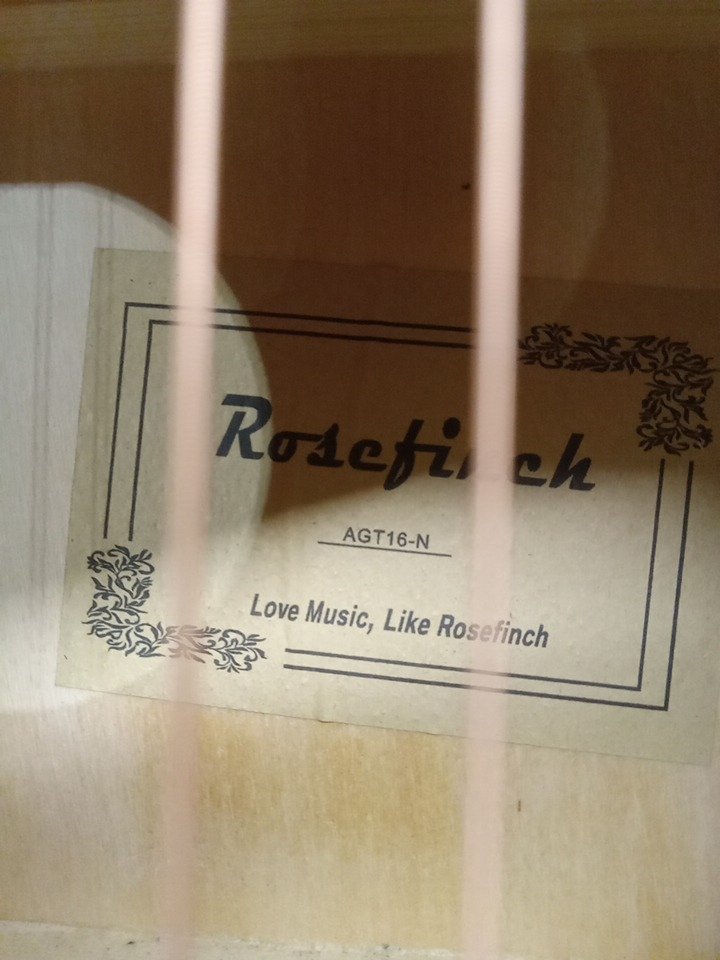 Rosefinch
AGT16-N
Love Music, Like Rosefinch